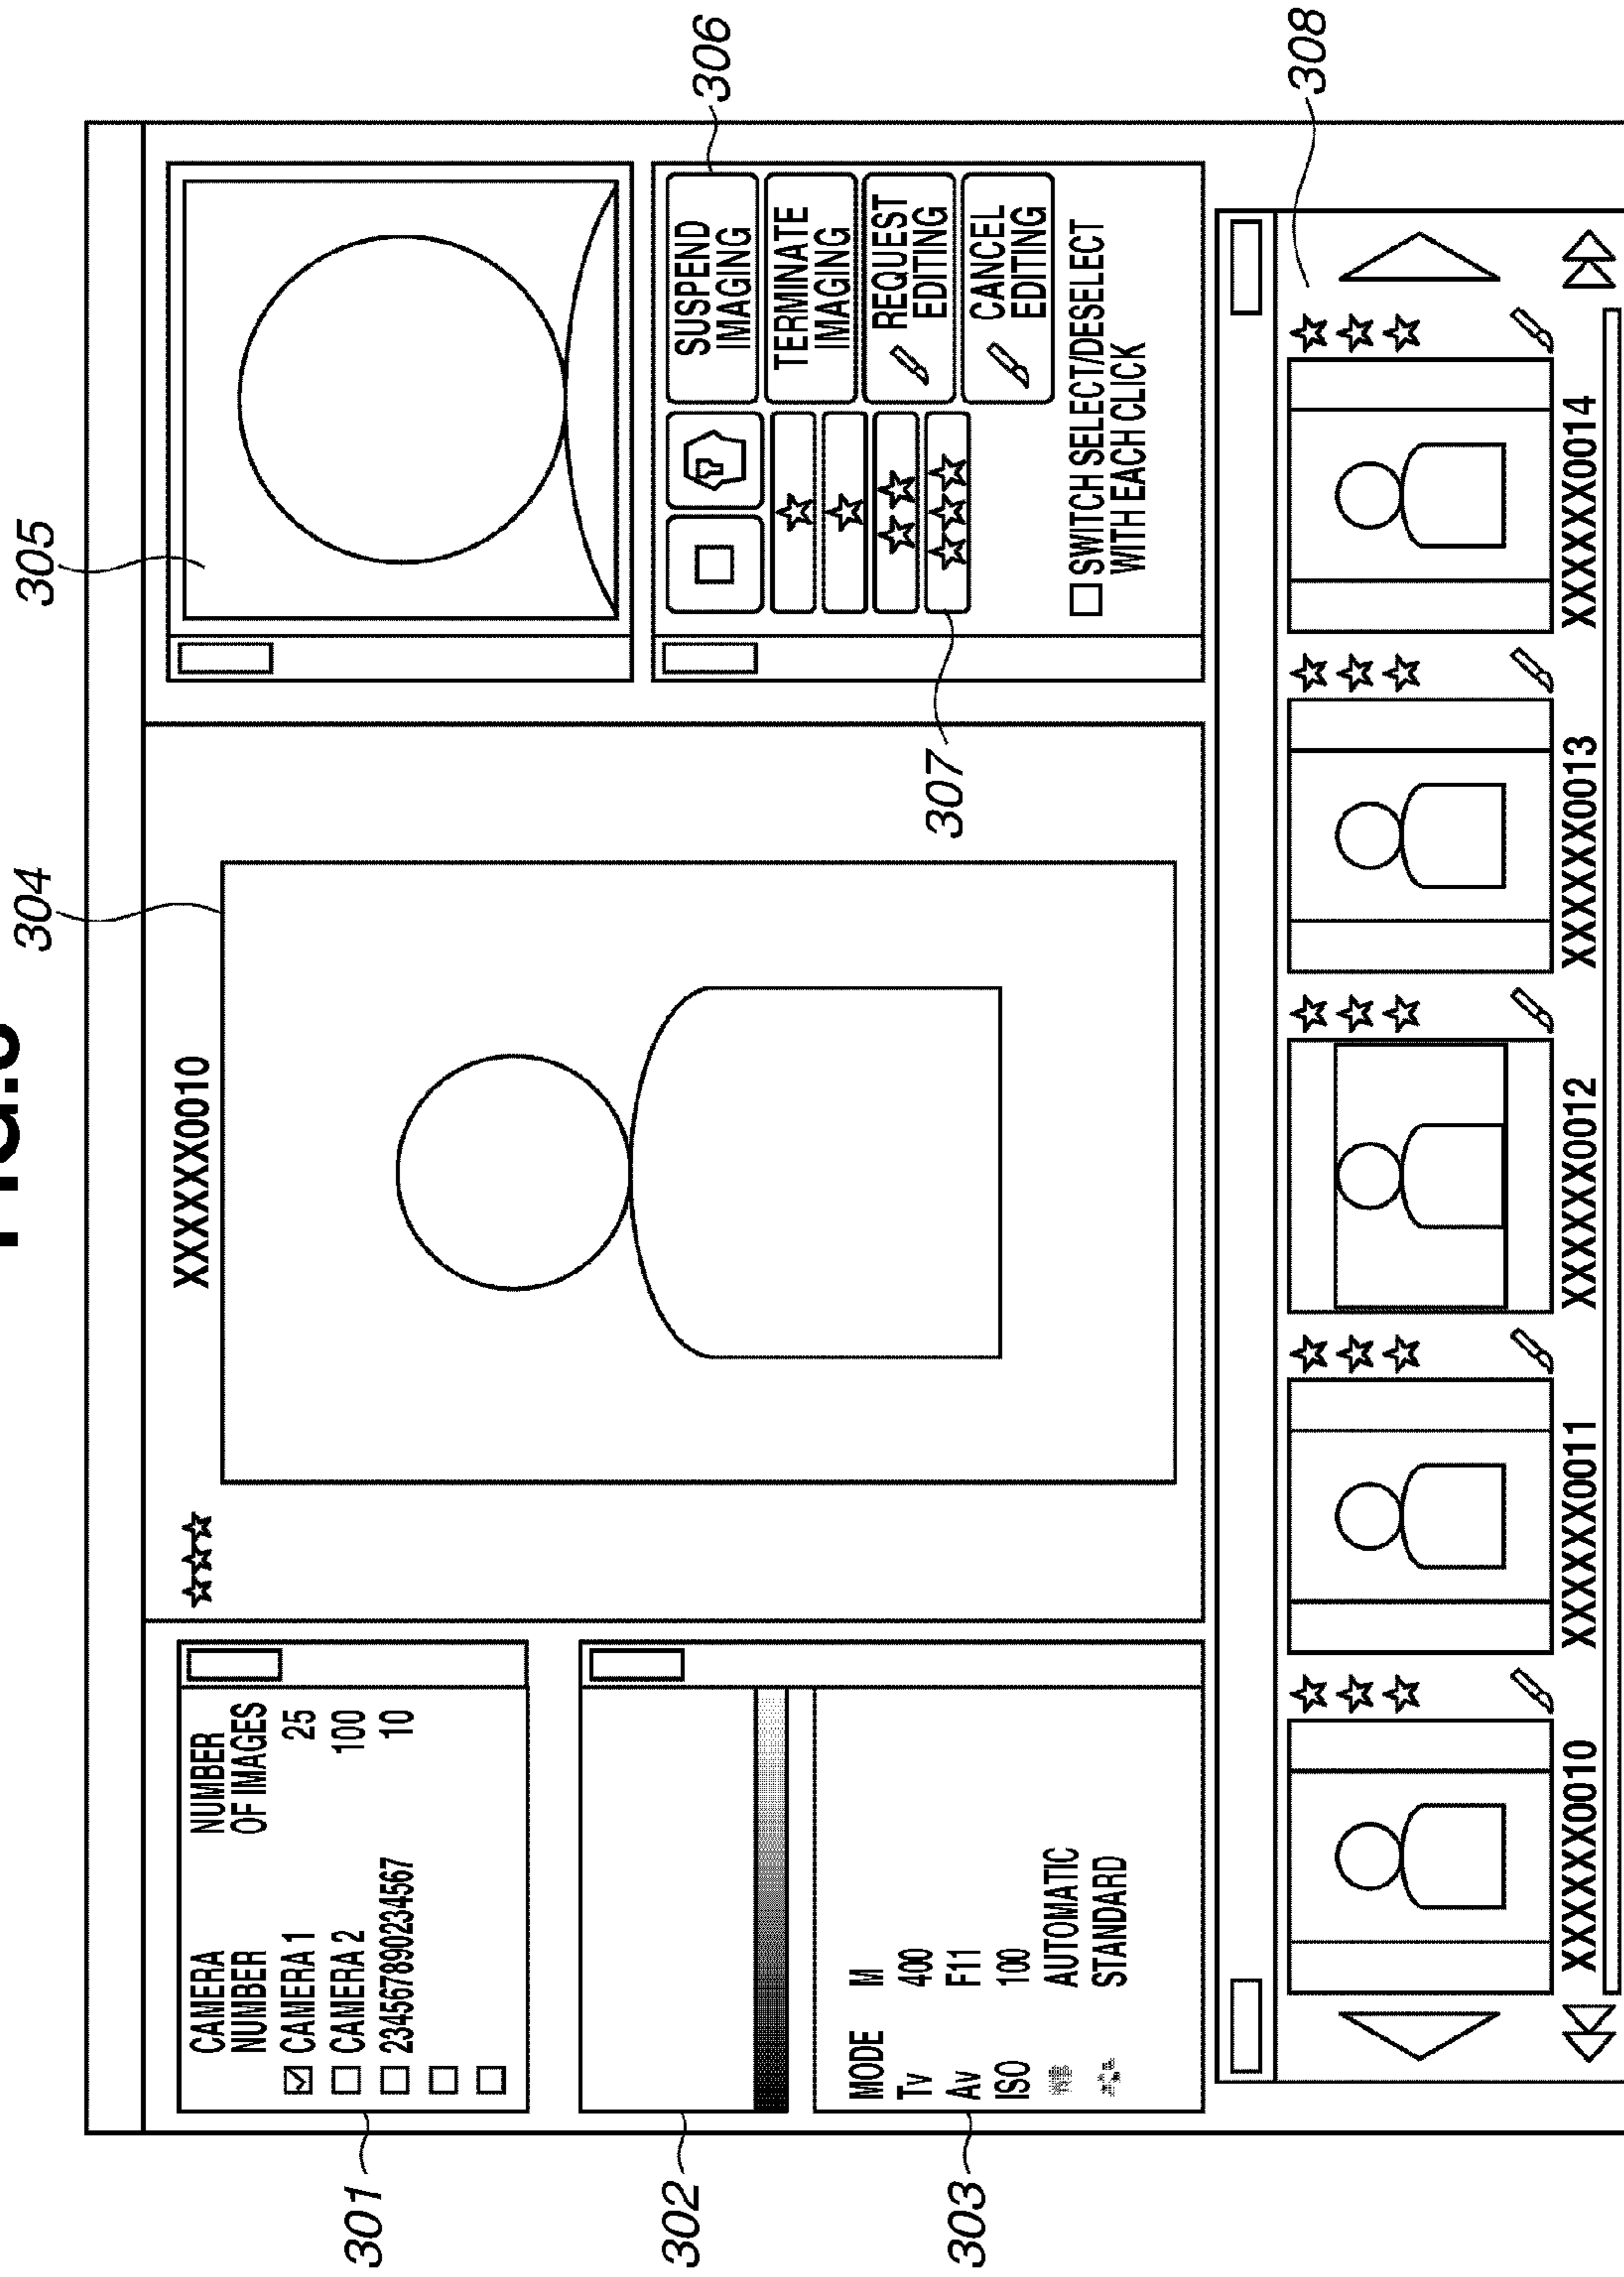 304
305
301
CAMERA NUMBER
NUMBER OF IMAGES
CAMERA 1 25
CAMERA 2 100
234567890234567 10
302
303
MODE M
Tv 400
Av F11
ISO 100
AUTOMATIC
STANDARD
XXXXXX0010
306
SUSPEND
IMAGING
TERMINATE
IMAGING
REQUEST
EDITING
CANCEL
EDITING
307
SWITCH SELECT/DESELECT
WITH EACH CLICK
308
XXXXXX0010
XXXXXX0011
XXXXXX0012
XXXXXX0013
XXXXXX0014